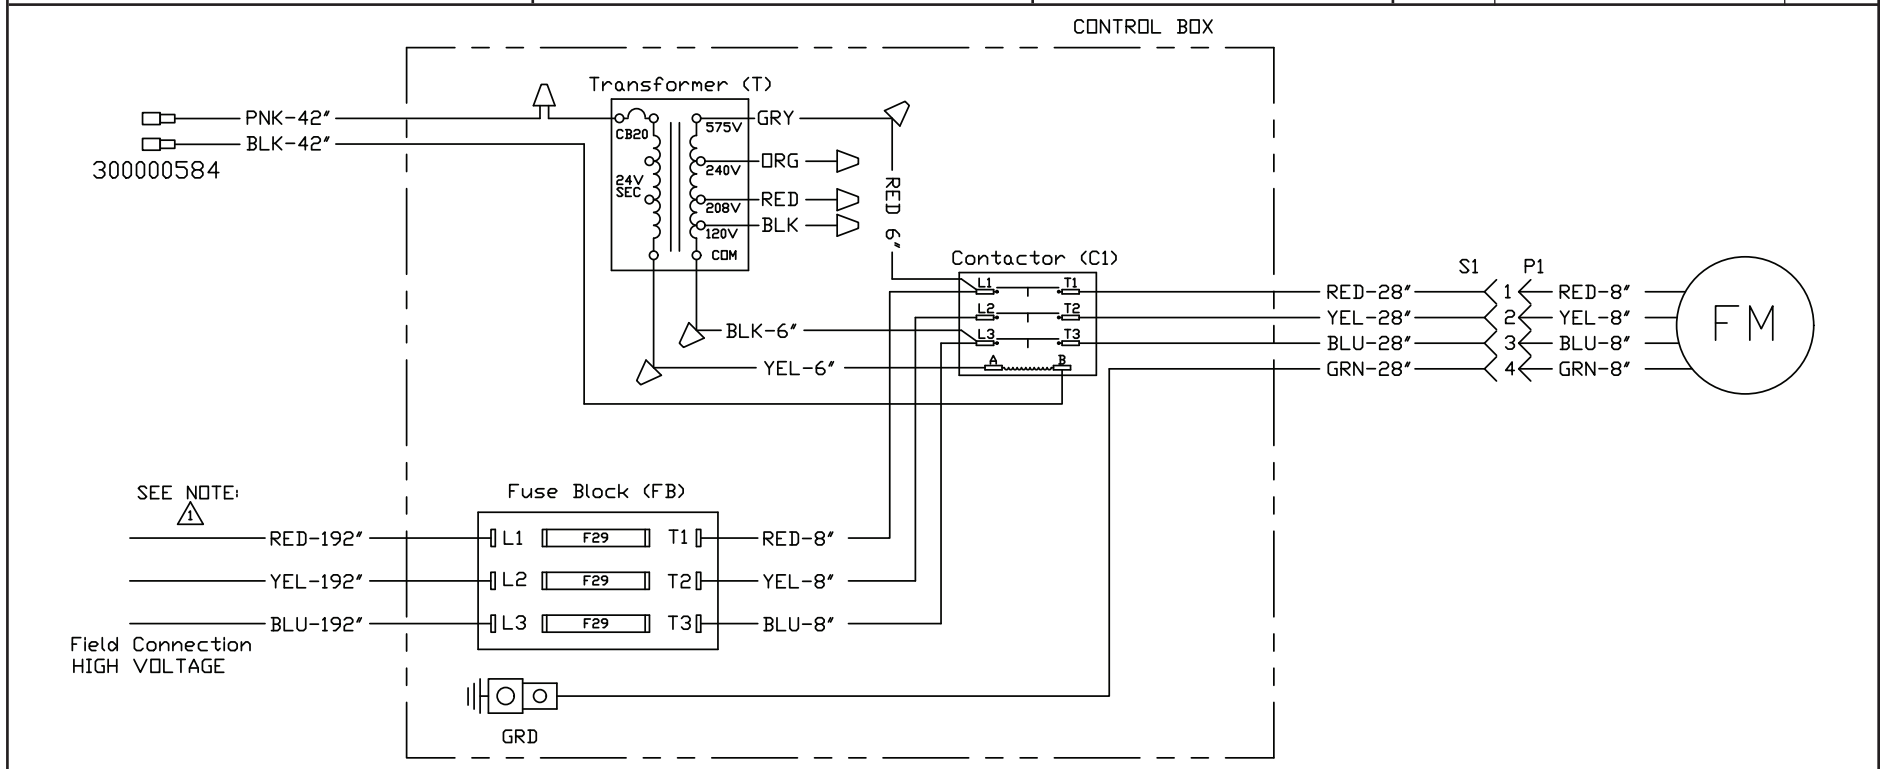 CONTROL BOX
Transformer (T)
PNK-42"
BLK-42"
300000584
CB20
24V
SEC
575V
240V
208V
120V
COM
GRY
ORG
RED
BLK
RED 6"
BLK-6"
YEL-6"
Contactor (C1)
L1 T1
L2 T2
L3 T3
A B
S1 P1
RED-28" 1 RED-8"
YEL-28" 2 YEL-8"
BLU-28" 3 BLU-8"
GRN-28" 4 GRN-8"
FM
SEE NOTE:
1
Fuse Block (FB)
RED-192" L1 F29 T1 RED-8"
YEL-192" L2 F29 T2 YEL-8"
BLU-192" L3 F29 T3 BLU-8"
Field Connection
HIGH VOLTAGE
GRD